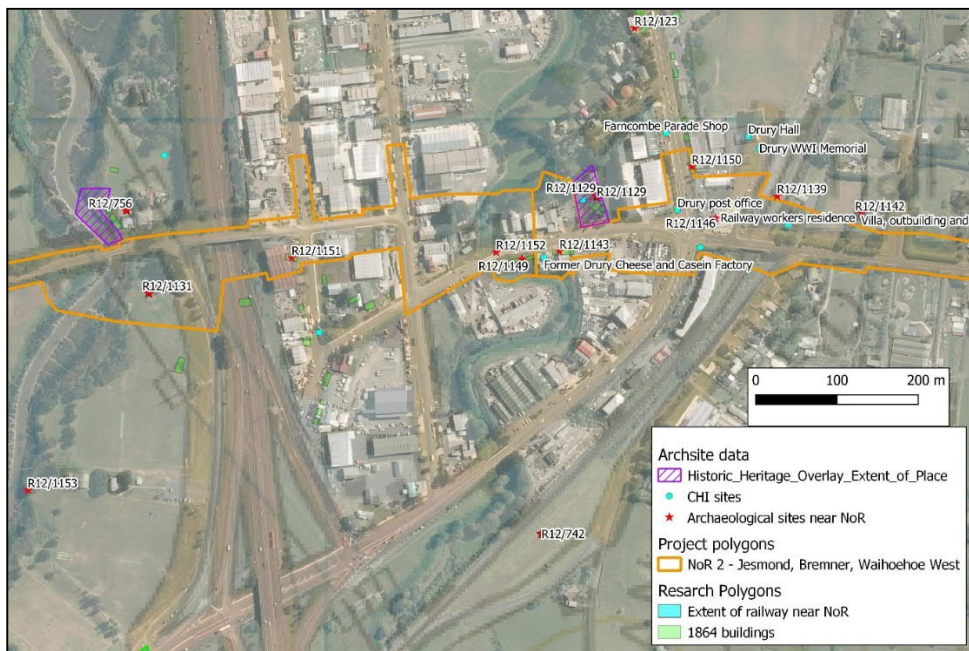 R12/123
Farncombe Parade Shop
Drury Hall
Drury WWI Memorial
R12/1150
R12/756
R12/1129
R12/1129
R12/1139
Drury post office
R12/1142
R12/1146
Railway workers residence
Villa, outbuilding and
R12/1151
R12/1152
R12/1143
R12/1149
Former Drury Cheese and Casein Factory
R12/1131
R12/1153
R12/742
0 100 200 m
Archsite data
Historic_Heritage_Overlay_Extent_of_Place
CHI sites
Archaeological sites near NoR
Project polygons
NoR 2 - Jesmond, Bremner, Waihoehoe West
Resarch Polygons
Extent of railway near NoR
1864 buildings